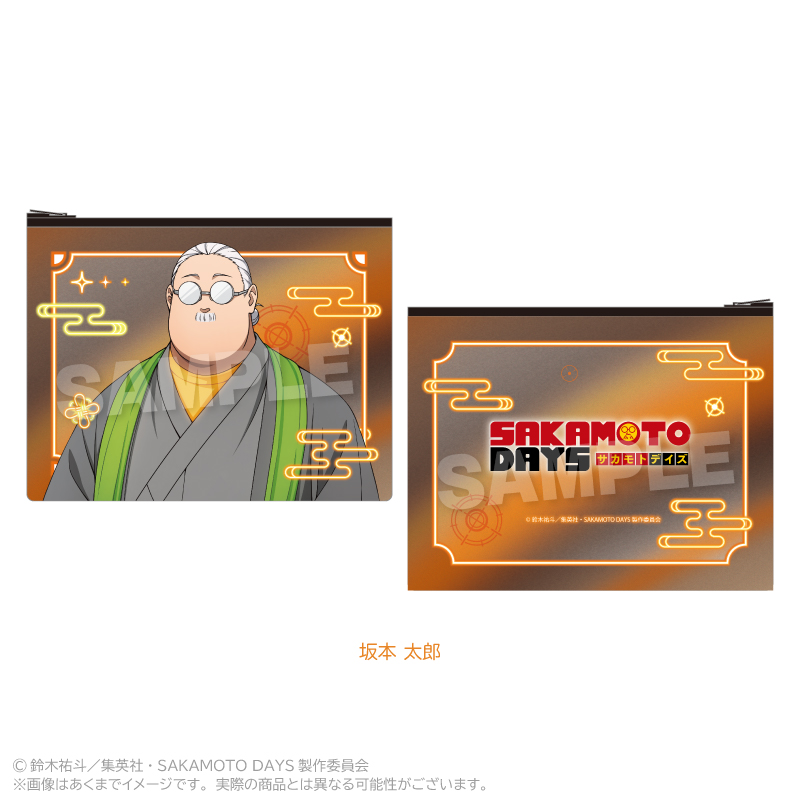 SAMPLE
SAKAMOTO
DAYS サカモトデイズ
SAMPLE
© 鈴木祐斗／集英社・SAKAMOTO DAYS 製作委員会
坂本 太郎
© 鈴木祐斗／集英社・SAKAMOTO DAYS 製作委員会
※画像はあくまでイメージです。実際の商品とは異なる可能性がございます。